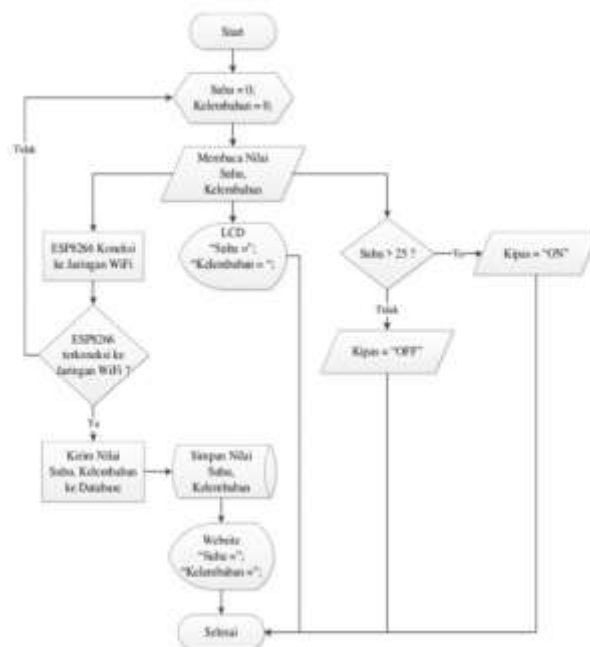 Start
Suhu = 0;
Kelembaban = 0;
Tidak
Membaca Nilai
Suhu,
Kelembaban
ESP8266 Koneksi
ke Jaringan WiFi
LCD
"Suhu =";
"Kelembaban = ";
Suhu > 25 ?
Ya
Kipas = "ON"
Tidak
Kipas = "OFF"
ESP8266
terkoneksi ke
Jaringan WiFi ?
Ya
Kirim Nilai
Suhu, Kelembaban
ke Database
Simpan Nilai
Suhu,
Kelembaban
Website
"Suhu =";
"Kelembaban =";
Selesai